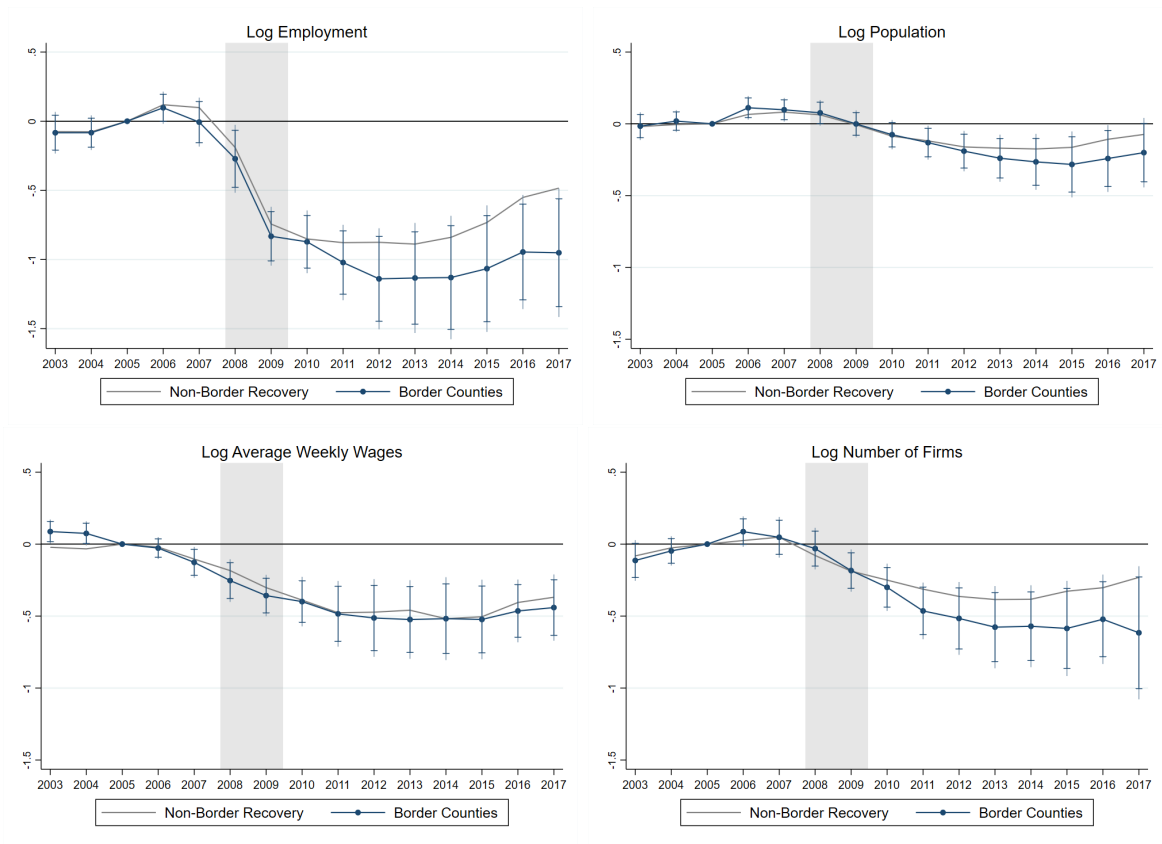 Log Employment
.5
0
-.5
-1
-1.5
2003 2004 2005 2006 2007 2008 2009 2010 2011 2012 2013 2014 2015 2016 2017
Non-Border Recovery Border Counties
Log Population
.5
0
-.5
-1
-1.5
2003 2004 2005 2006 2007 2008 2009 2010 2011 2012 2013 2014 2015 2016 2017
Non-Border Recovery Border Counties
Log Average Weekly Wages
.5
0
-.5
-1
-1.5
2003 2004 2005 2006 2007 2008 2009 2010 2011 2012 2013 2014 2015 2016 2017
Non-Border Recovery Border Counties
Log Number of Firms
.5
0
-.5
-1
-1.5
2003 2004 2005 2006 2007 2008 2009 2010 2011 2012 2013 2014 2015 2016 2017
Non-Border Recovery Border Counties